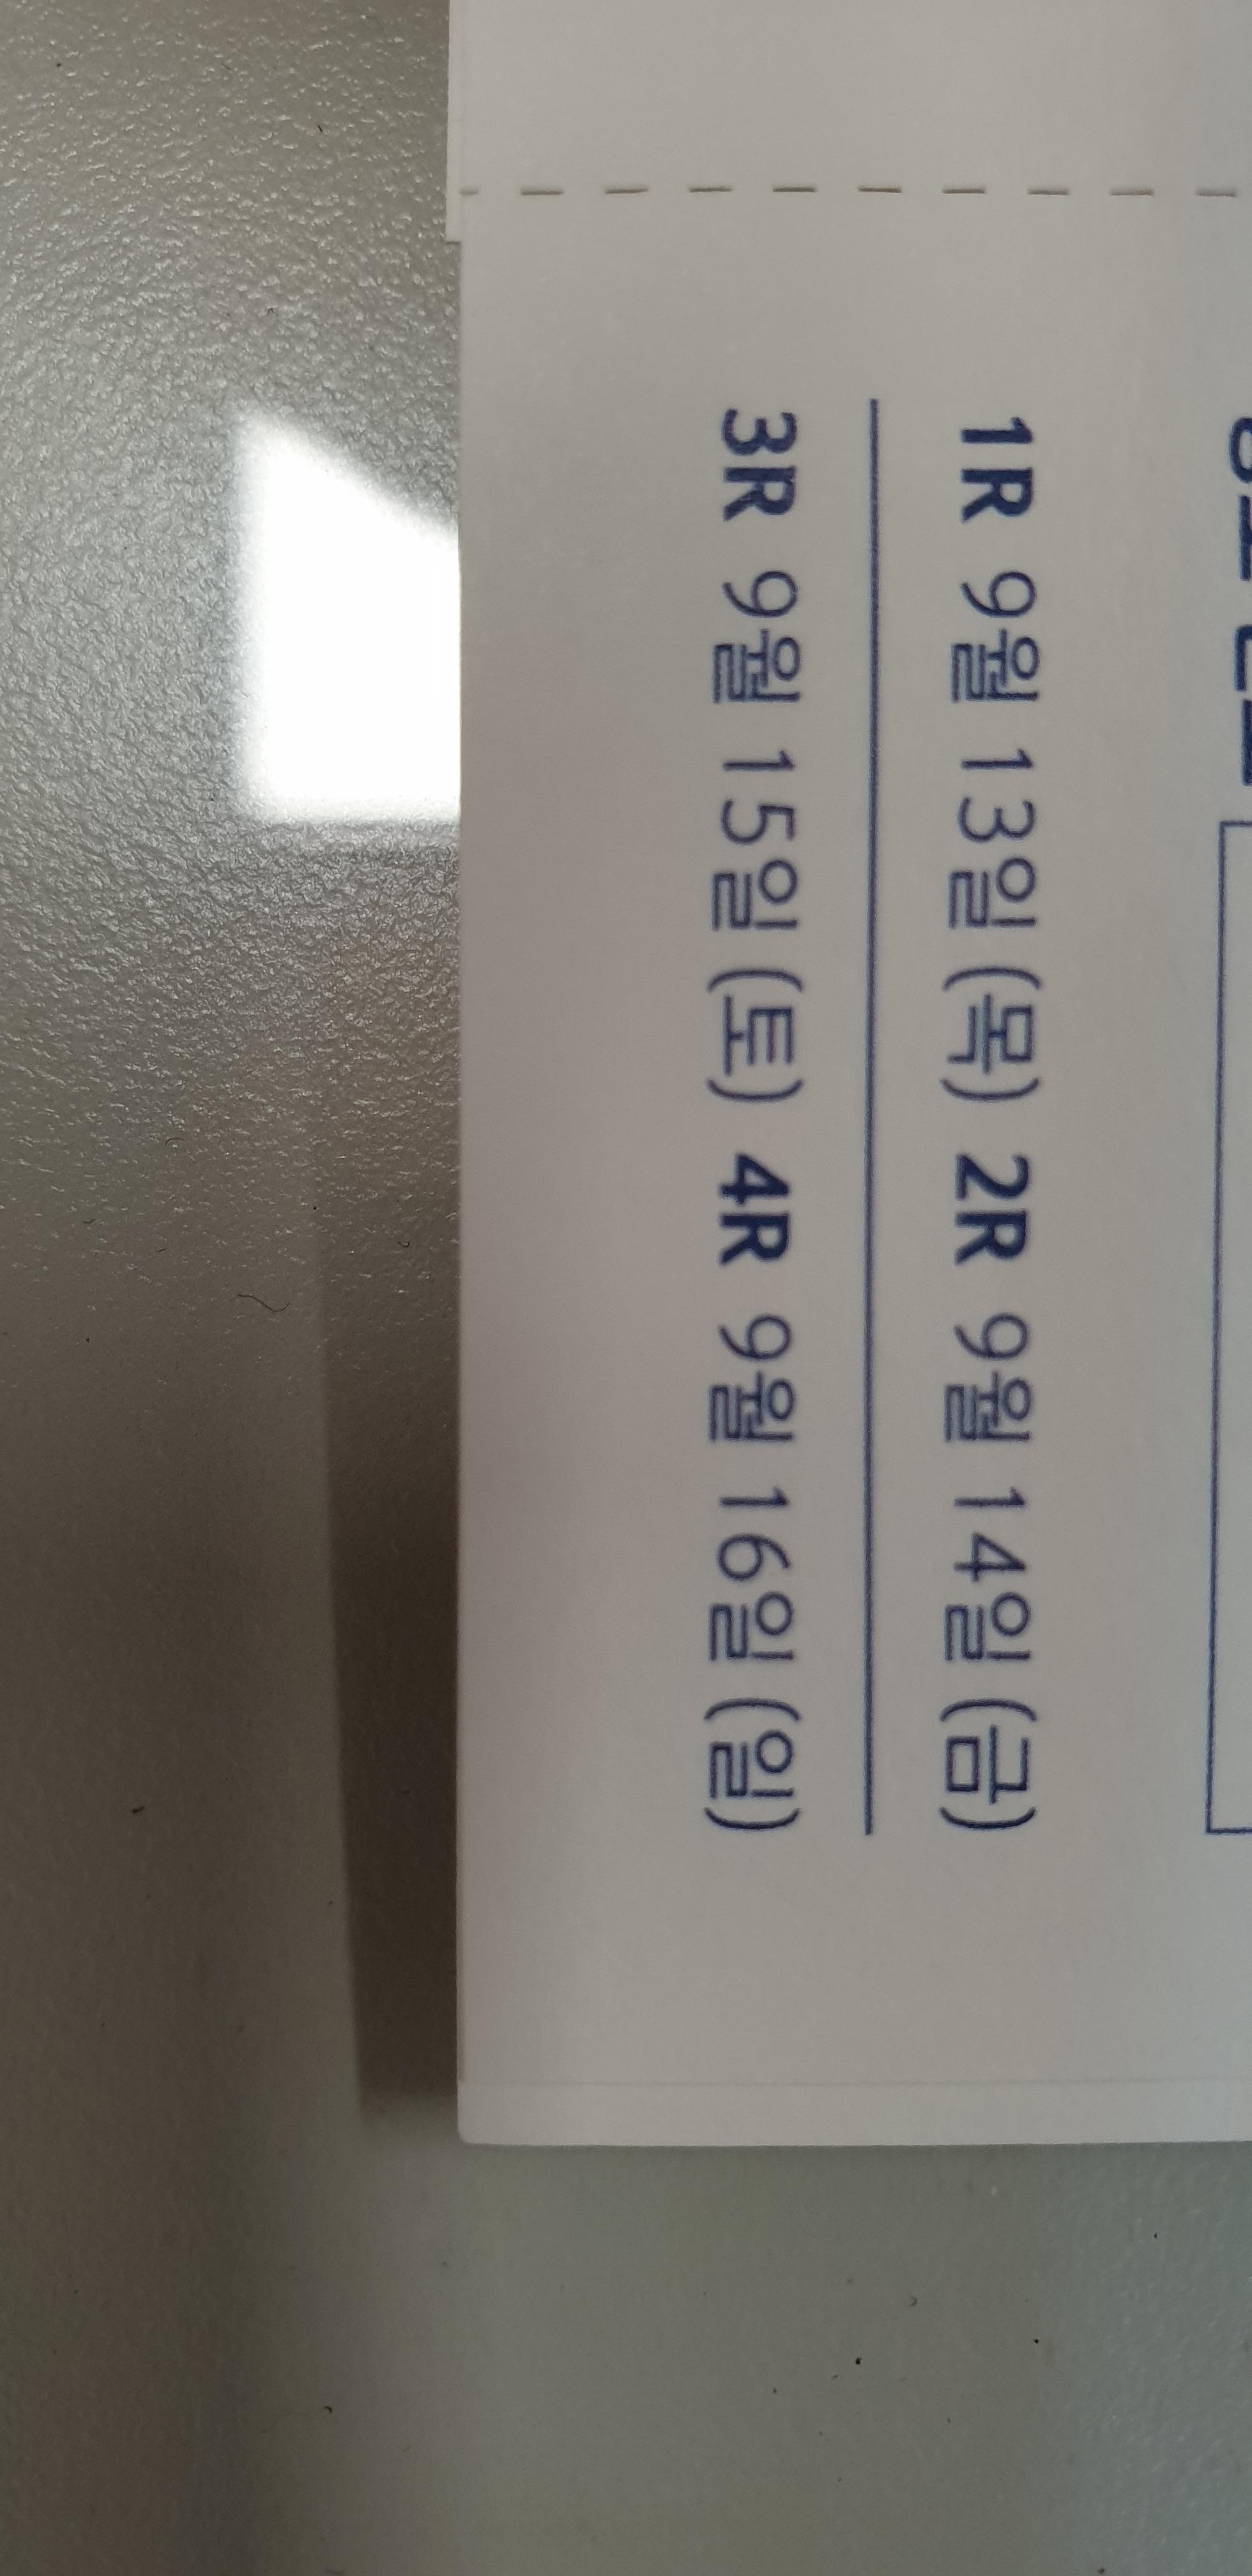 1R 9월 13일 (목) 2R 9월 14일 (금)
3R 9월 15일 (토) 4R 9월 16일 (일)